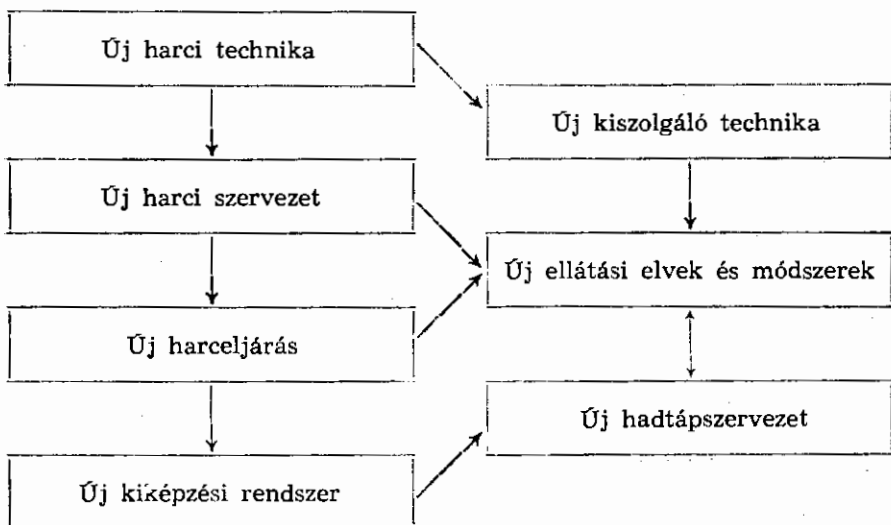 Új harci technika
Új kiszolgáló technika
Új harci szervezet
Új ellátási elvek és módszerek
Új harceljárás
Új hadtápszervezet
Új kiképzési rendszer